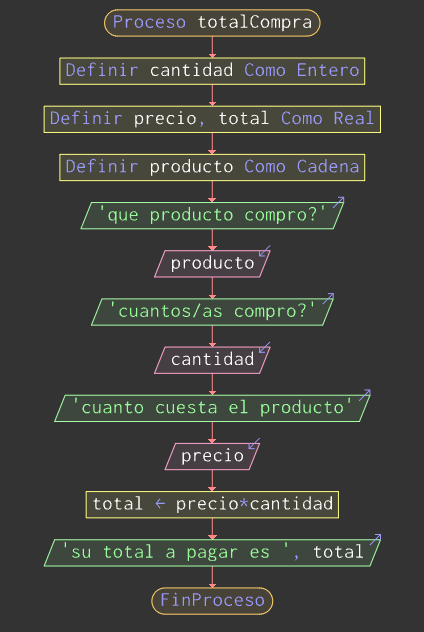 Proceso totalCompra
Definir cantidad Como Entero
Definir precio, total Como Real
Definir producto Como Cadena
'que producto compro?'
producto
'cuantos/as compro?'
cantidad
'cuanto cuesta el producto'
precio
total ← precio*cantidad
'su total a pagar es ', total
FinProceso